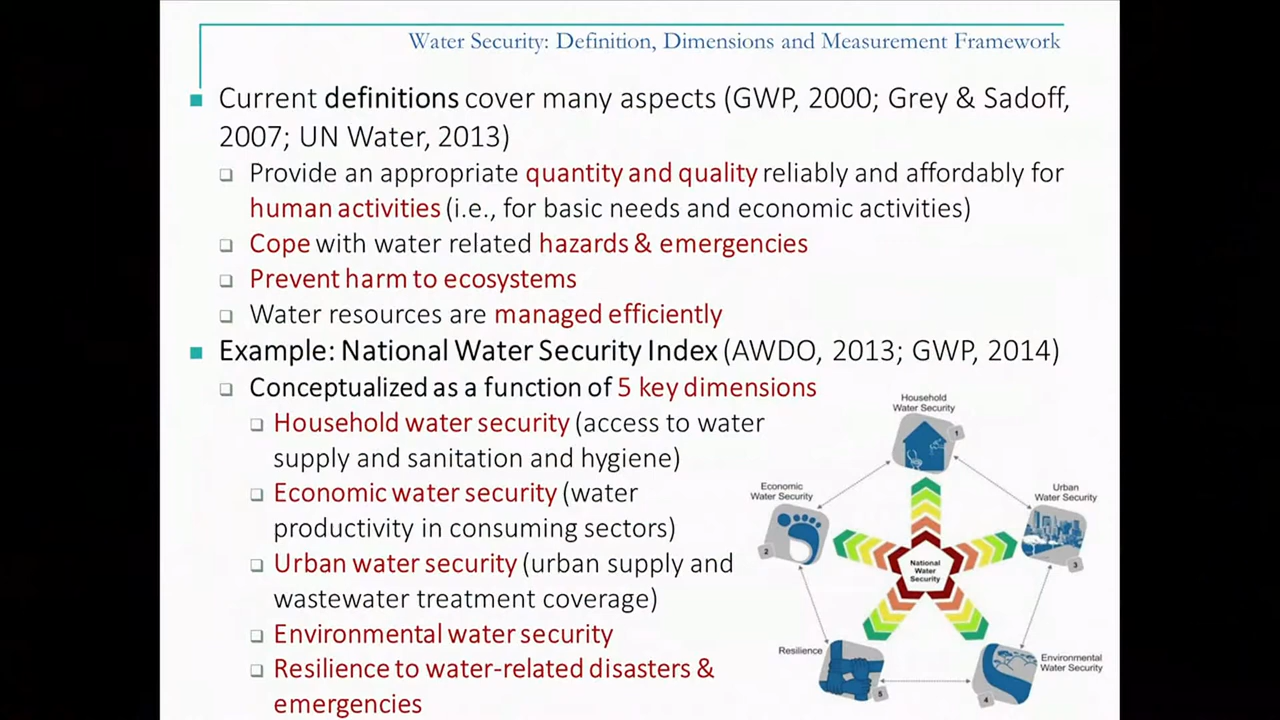 Water Security: Definition, Dimensions and Measurement Framework
Current definitions cover many aspects (GWP, 2000; Grey & Sadoff,
2007; UN Water, 2013)
Provide an appropriate quantity and quality reliably and affordably for
human activities (i.e., for basic needs and economic activities)
Cope with water related hazards & emergencies
Prevent harm to ecosystems
Water resources are managed efficiently
Example: National Water Security Index (AWDO, 2013; GWP, 2014)
Conceptualized as a function of 5 key dimensions
Household water security (access to water
supply and sanitation and hygiene)
Economic water security (water
productivity in consuming sectors)
Urban water security (urban supply and
wastewater treatment coverage)
Environmental water security
Resilience to water-related disasters &
emergencies
Household
Water Security
1
Economic
Water Security
2
Urban
Water Security
3
National
Water
Security
Resilience
5
Environmental
Water Security
4